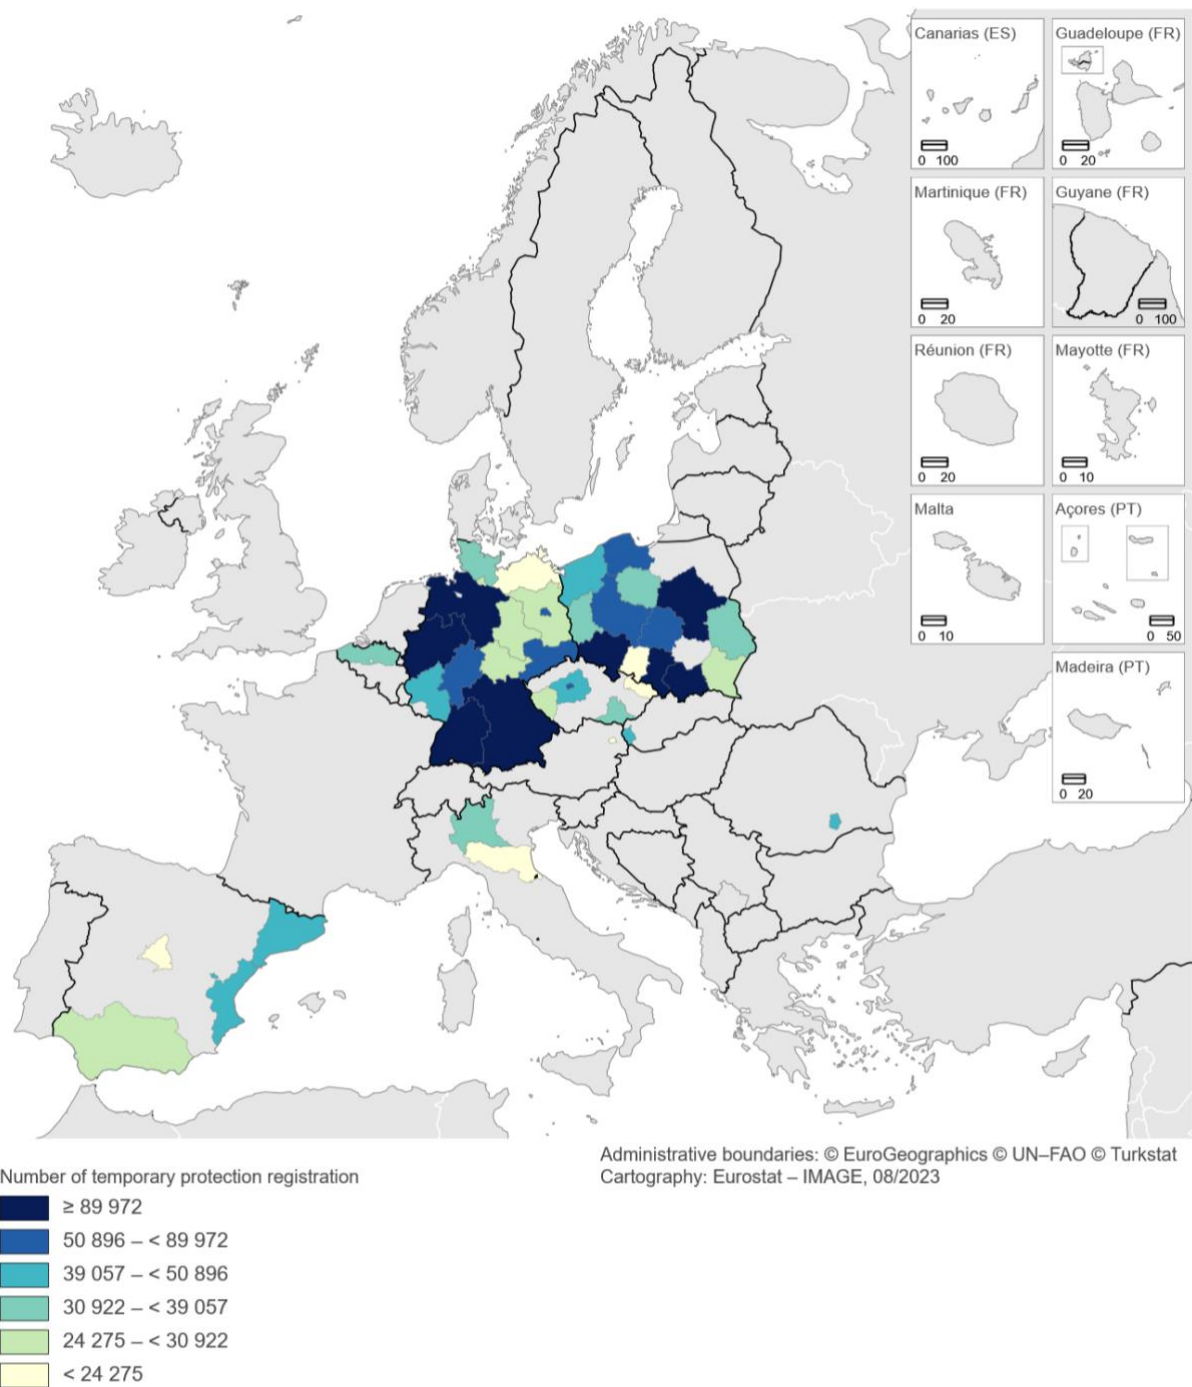 Canarias (ES)
0 100
Guadeloupe (FR)
0 20
Martinique (FR)
0 20
Guyane (FR)
0 100
Réunion (FR)
0 20
Mayotte (FR)
0 10
Malta
0 10
Açores (PT)
0 50
Madeira (PT)
0 20
Administrative boundaries: © EuroGeographics © UN–FAO © Turkstat
Cartography: Eurostat – IMAGE, 08/2023
Number of temporary protection registration
≥ 89 972
50 896 – < 89 972
39 057 – < 50 896
30 922 – < 39 057
24 275 – < 30 922
< 24 275